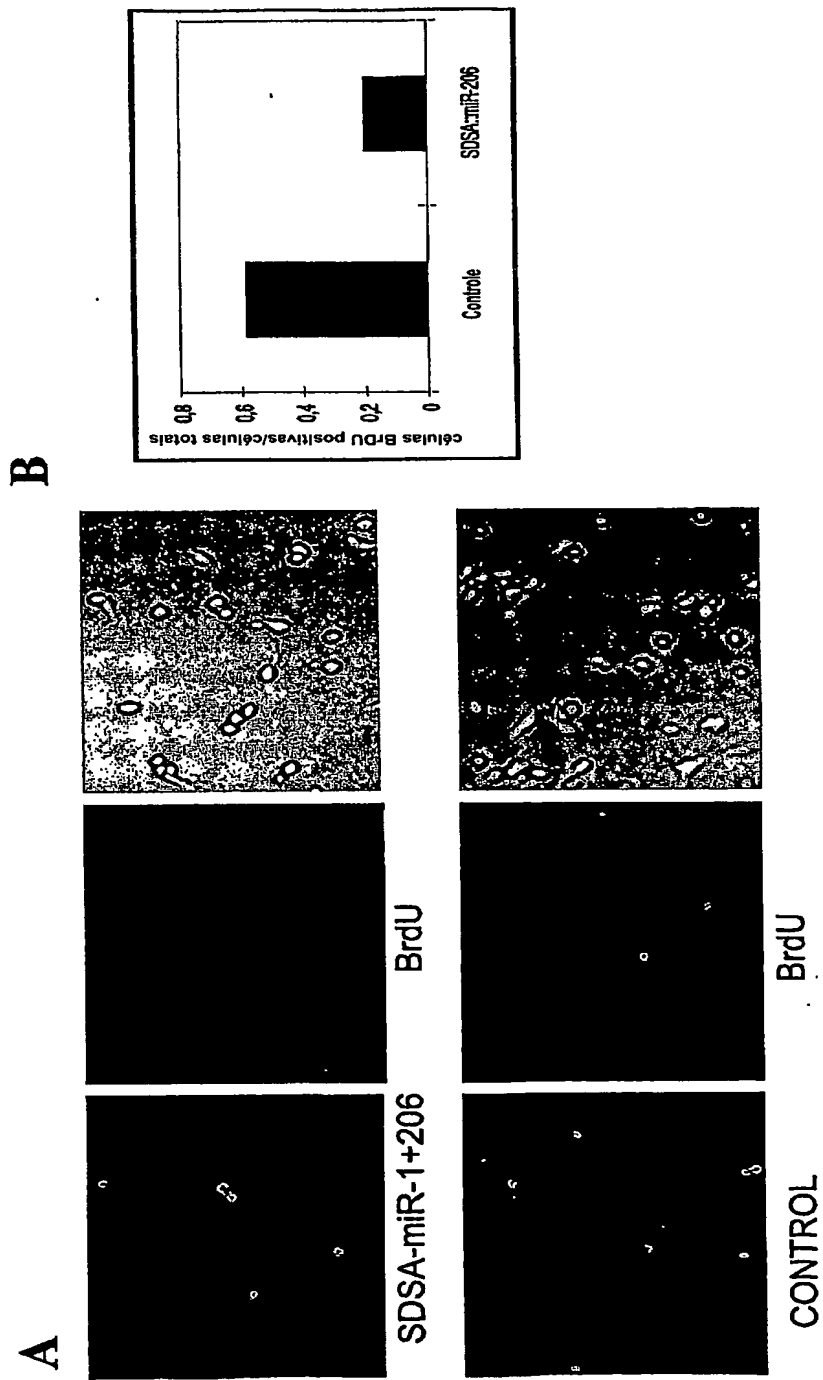 A
SDSA-miR-1+206
BrdU
CONTROL
BrdU
B
células BrDU positivas/células totais
0,8
0,6
0,4
0,2
0
Controle
SDSA::miR-206